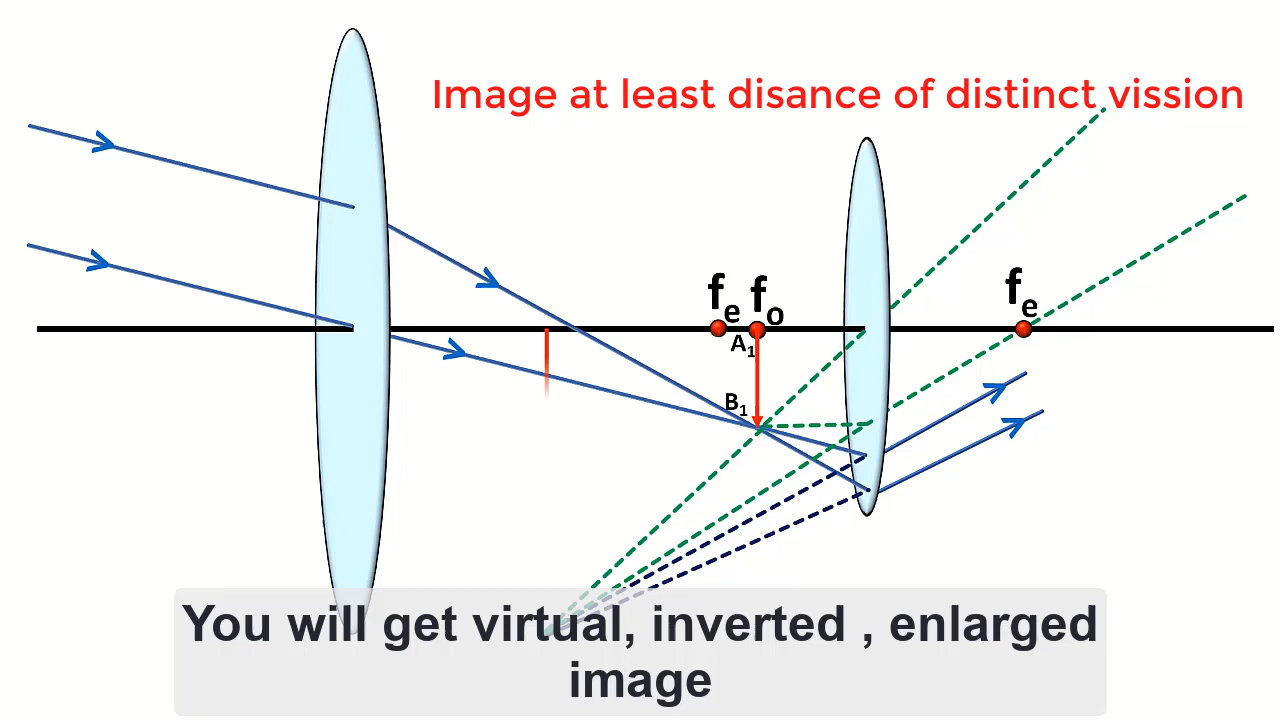 Image at least disance of distinct vission
fe fo fe
A1
B1
You will get virtual, inverted , enlarged
image